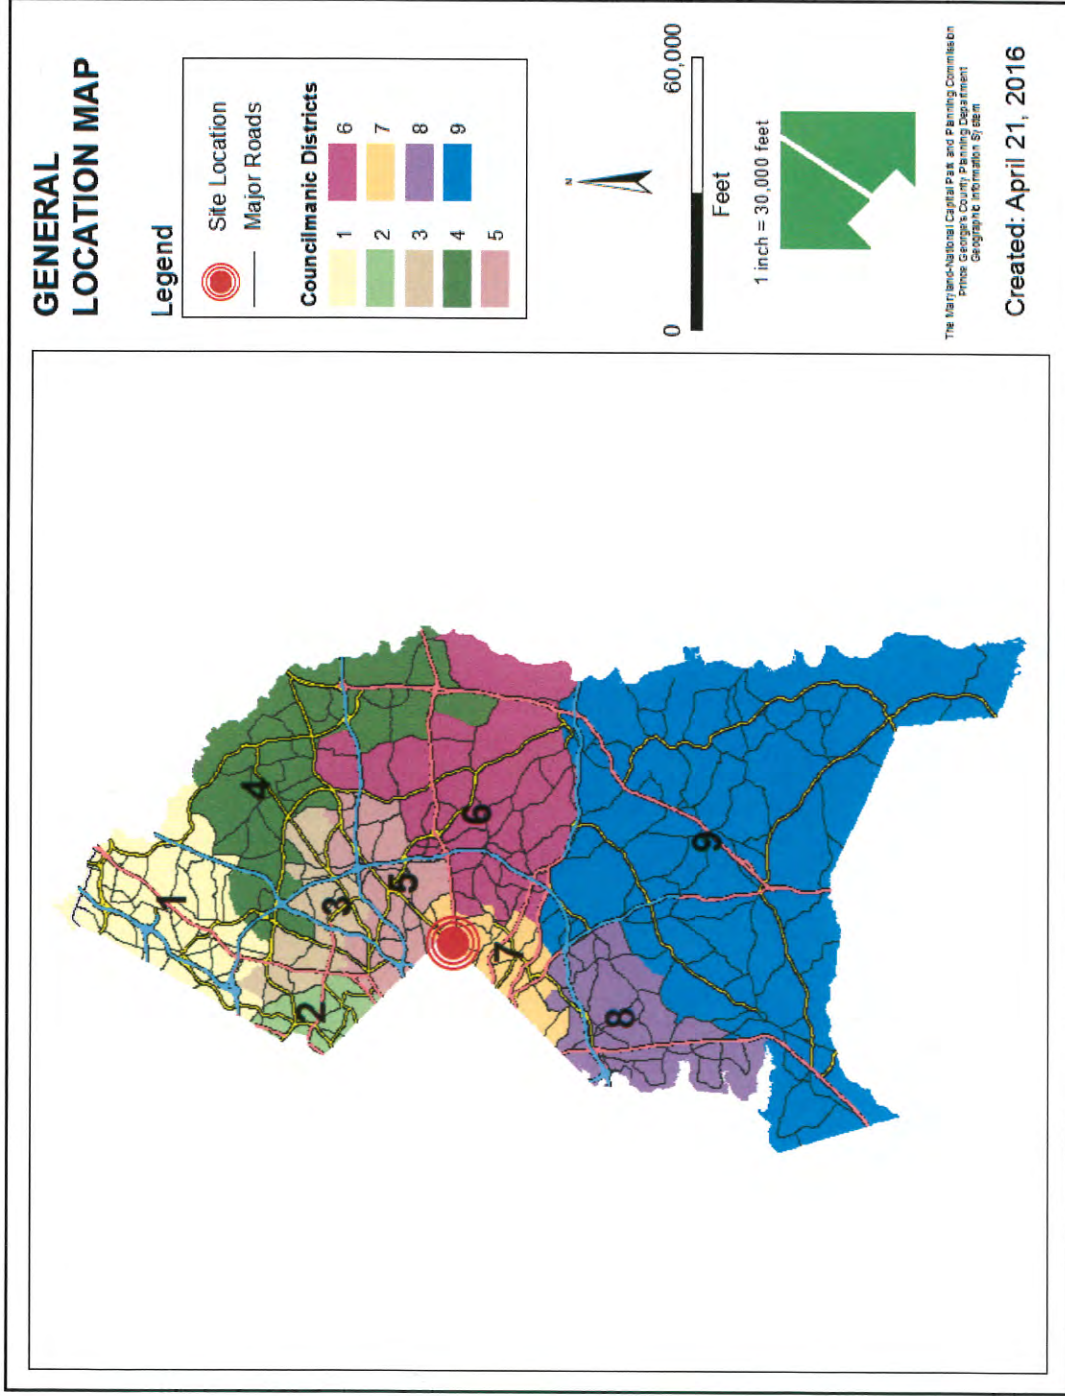 GENERAL
LOCATION MAP
Legend
Site Location
Major Roads
Councilmanic Districts
1 6
2 7
3 8
4 9
5
N
0 60,000
Feet
1 inch = 30,000 feet
The Maryland-National Capital Park and Planning Commission
Prince George's County Planning Department
Geographic Information System
Created: April 21, 2016
1
4
2
3
5
6
7
8
9